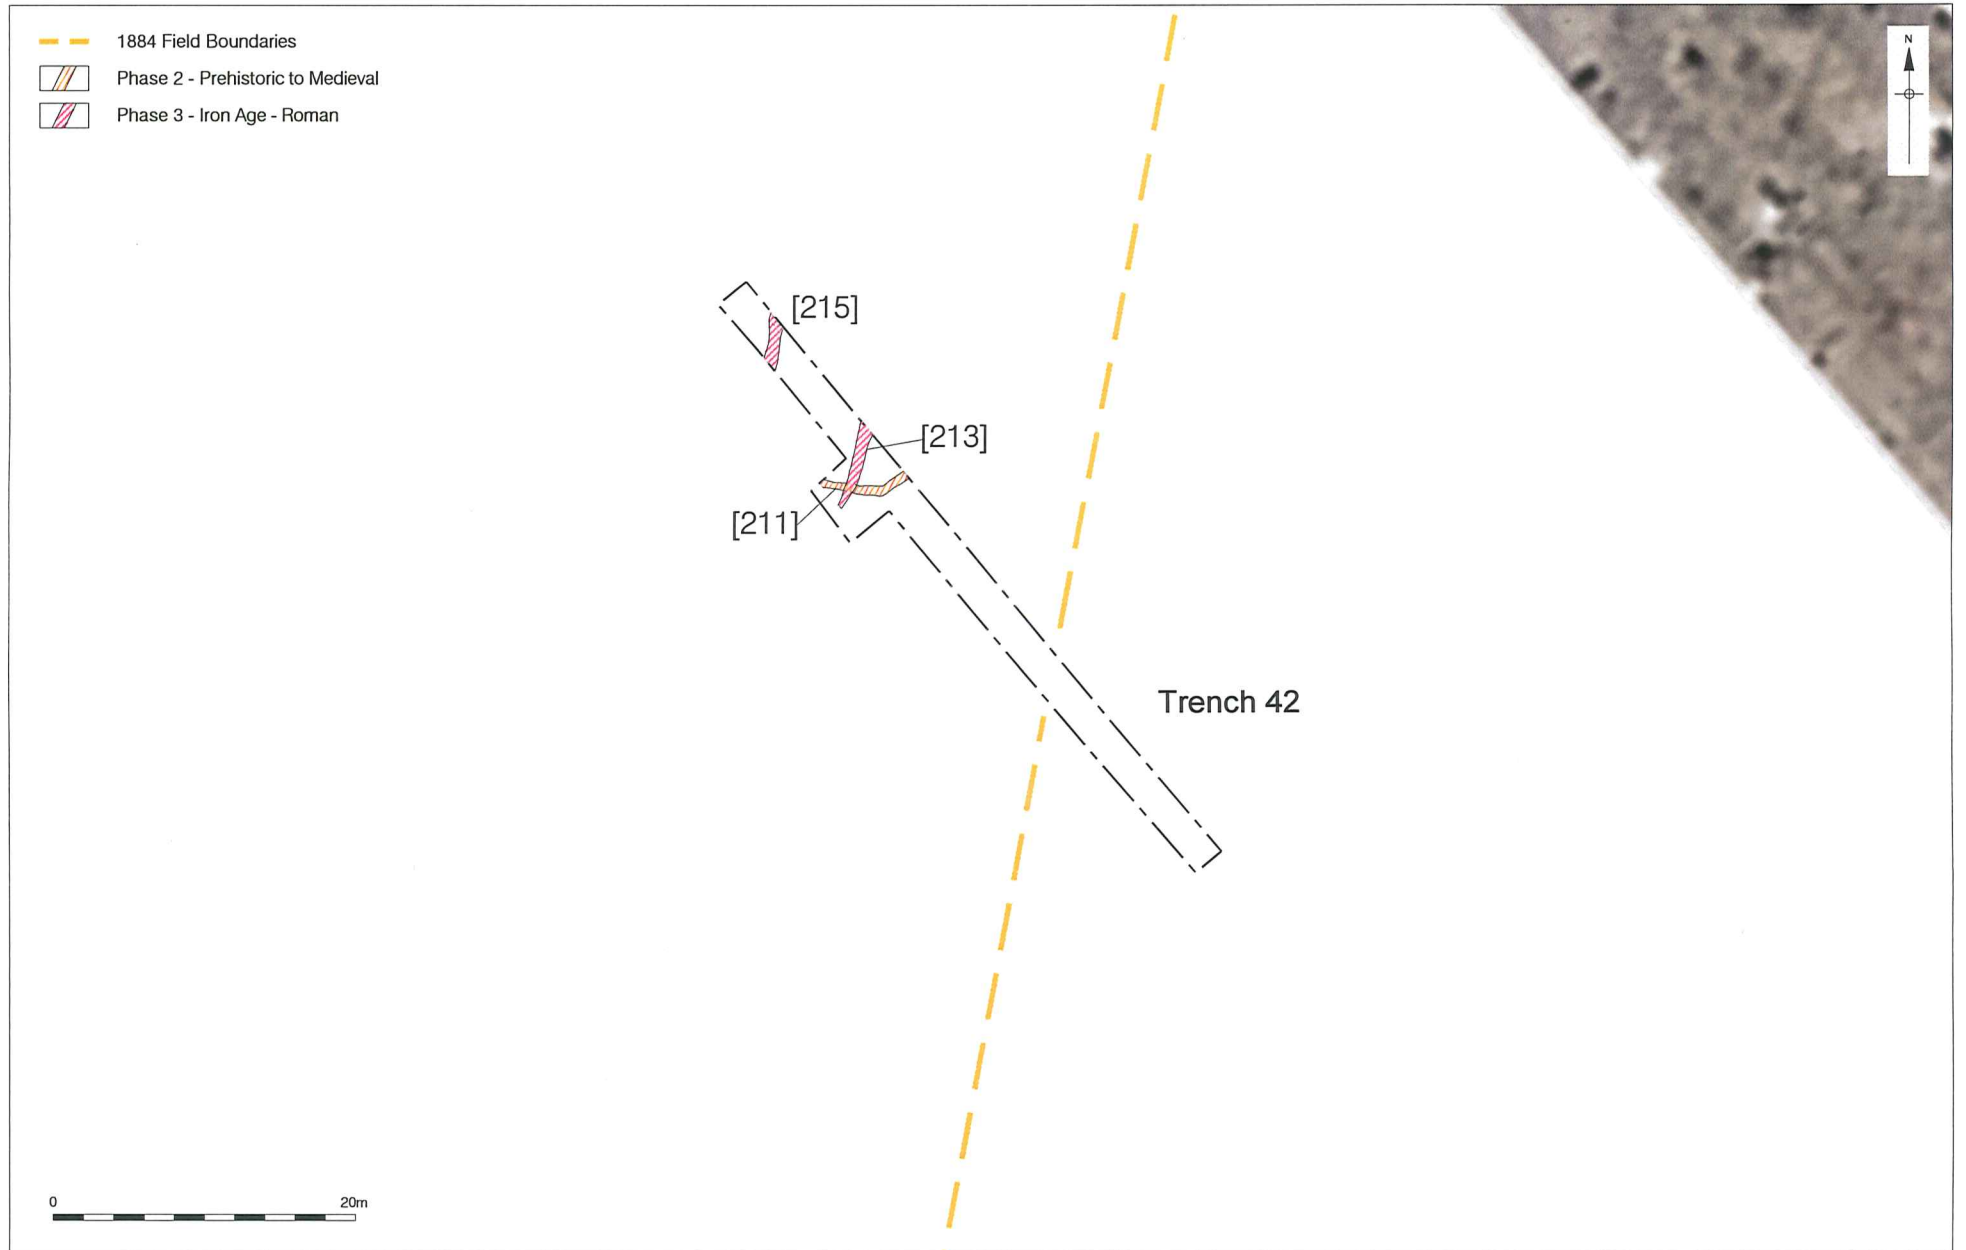 1884 Field Boundaries
Phase 2 - Prehistoric to Medieval
Phase 3 - Iron Age - Roman
N
[215]
[213]
[211]
Trench 42
0 20m